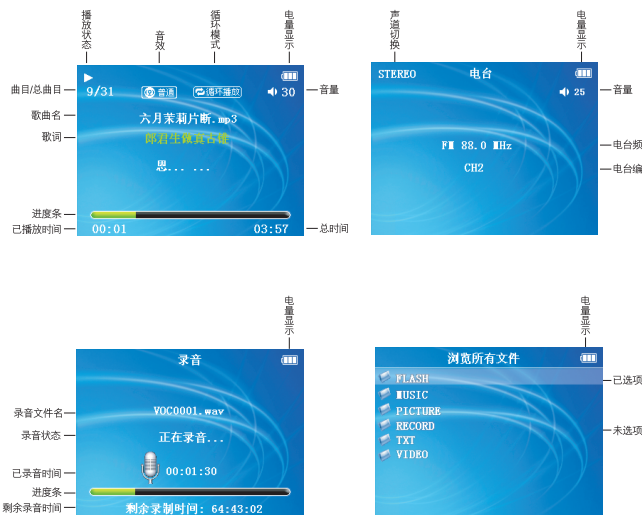 播放状态
音效
循环模式
电量显示
9/31
普通
循环播放
30
六月茉莉片断.mp3
恩... ...
00:01
03:57
曲目/总曲目
歌曲名
歌词
进度条
已播放时间
音量
总时间
声道切换
电量显示
STEREO
电台
25
FM 88.0 MHz
CH2
音量
电台频
电台编
电量显示
录音
VOC0001.wav
正在录音...
00:01:30
剩余录制时间: 64:43:02
录音文件名
录音状态
已录音时间
进度条
剩余录音时间
电量显示
浏览所有文件
FLASH
MUSIC
PICTURE
RECORD
TXT
VIDEO
已选项
未选项